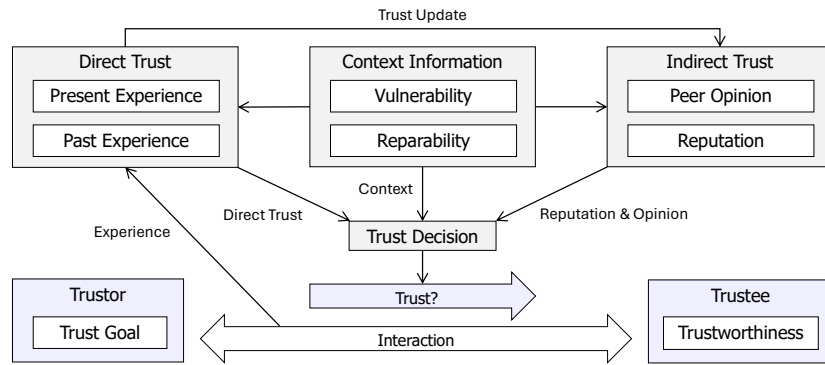 Trust Update
Direct Trust
Present Experience
Past Experience
Context Information
Vulnerability
Reparability
Indirect Trust
Peer Opinion
Reputation
Experience
Direct Trust
Context
Reputation & Opinion
Trust Decision
Trust?
Trustor
Trust Goal
Interaction
Trustee
Trustworthiness